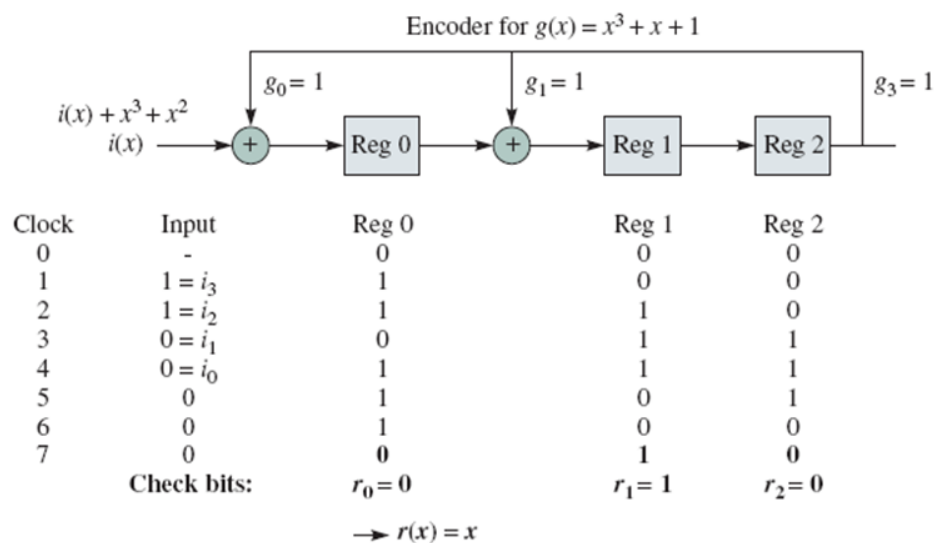 Encoder for g(x) = x³ + x + 1
g₀ = 1 g₁ = 1 g₃ = 1
i(x) + x³ + x²
i(x) + Reg 0 + Reg 1 Reg 2
Clock Input Reg 0 Reg 1 Reg 2
0 - 0 0 0
1 1 = i₃ 1 0 0
2 1 = i₂ 1 1 0
3 0 = i₁ 0 1 1
4 0 = i₀ 1 1 1
5 0 1 0 1
6 0 1 0 0
7 0 0 1 0
Check bits: r₀ = 0 r₁ = 1 r₂ = 0
→ r(x) = x